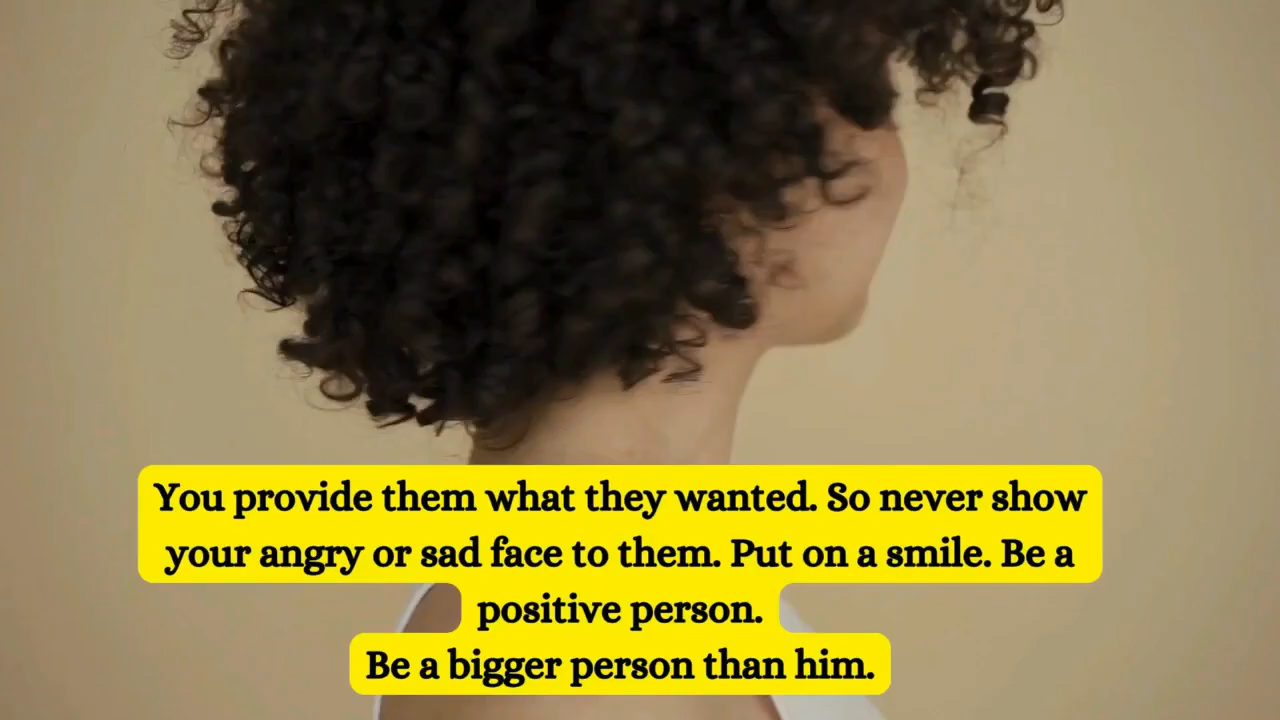 You provide them what they wanted. So never show
your angry or sad face to them. Put on a smile. Be a
positive person.
Be a bigger person than him.